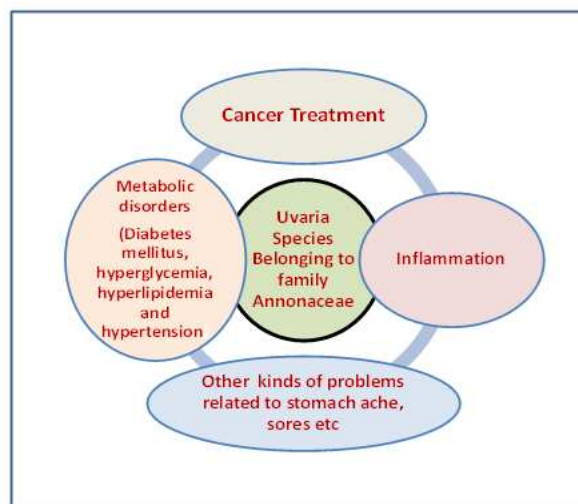 Cancer Treatment
Metabolic
disorders
(Diabetes
mellitus,
hyperglycemia,
hyperlipidemia
and
hypertension
Uvaria
Species
Belonging to
family
Annonaceae
Inflammation
Other kinds of problems
related to stomach ache,
sores etc